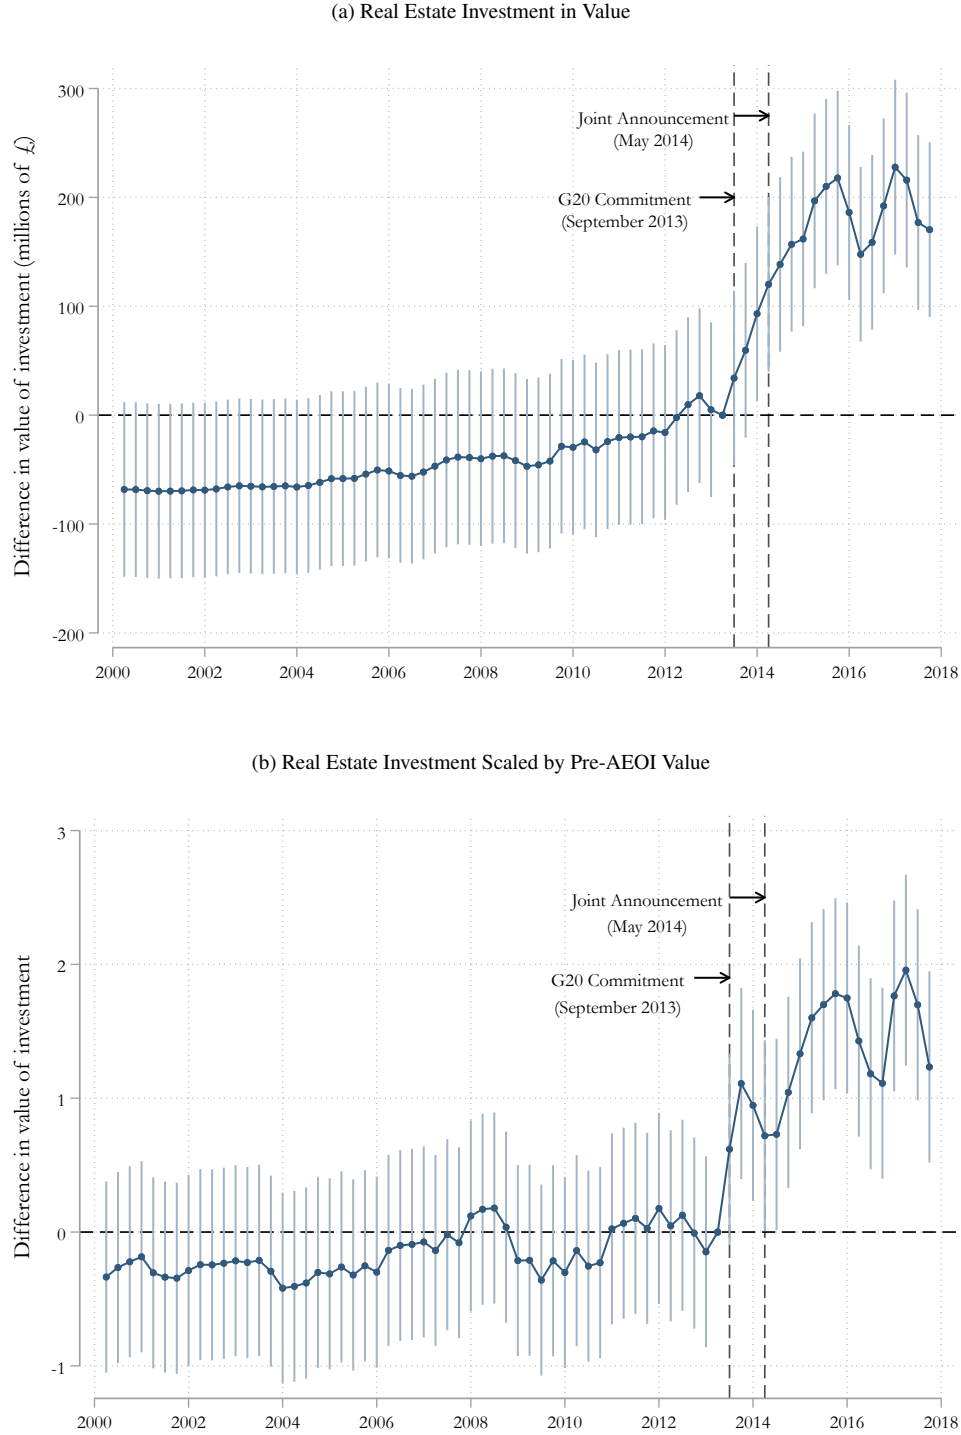 (a) Real Estate Investment in Value
Difference in value of investment (millions of £)
300
200
100
0
-100
-200
Joint Announcement
(May 2014)
G20 Commitment
(September 2013)
2000 2002 2004 2006 2008 2010 2012 2014 2016 2018
(b) Real Estate Investment Scaled by Pre-AEOI Value
Difference in value of investment
3
2
1
0
-1
Joint Announcement
(May 2014)
G20 Commitment
(September 2013)
2000 2002 2004 2006 2008 2010 2012 2014 2016 2018